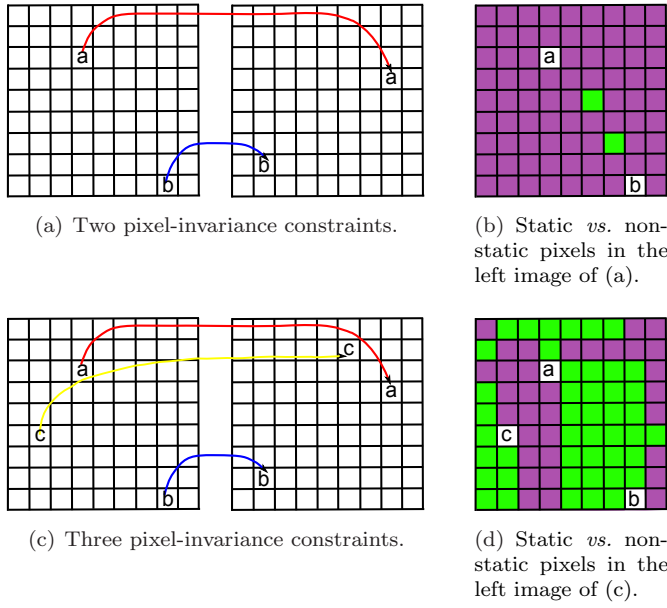 a
a
b
b
a
b
(a) Two pixel-invariance constraints.
(b) Static vs. non-
static pixels in the
left image of (a).
c
a
a
c
b
b
a
c
b
(c) Three pixel-invariance constraints.
(d) Static vs. non-
static pixels in the
left image of (c).